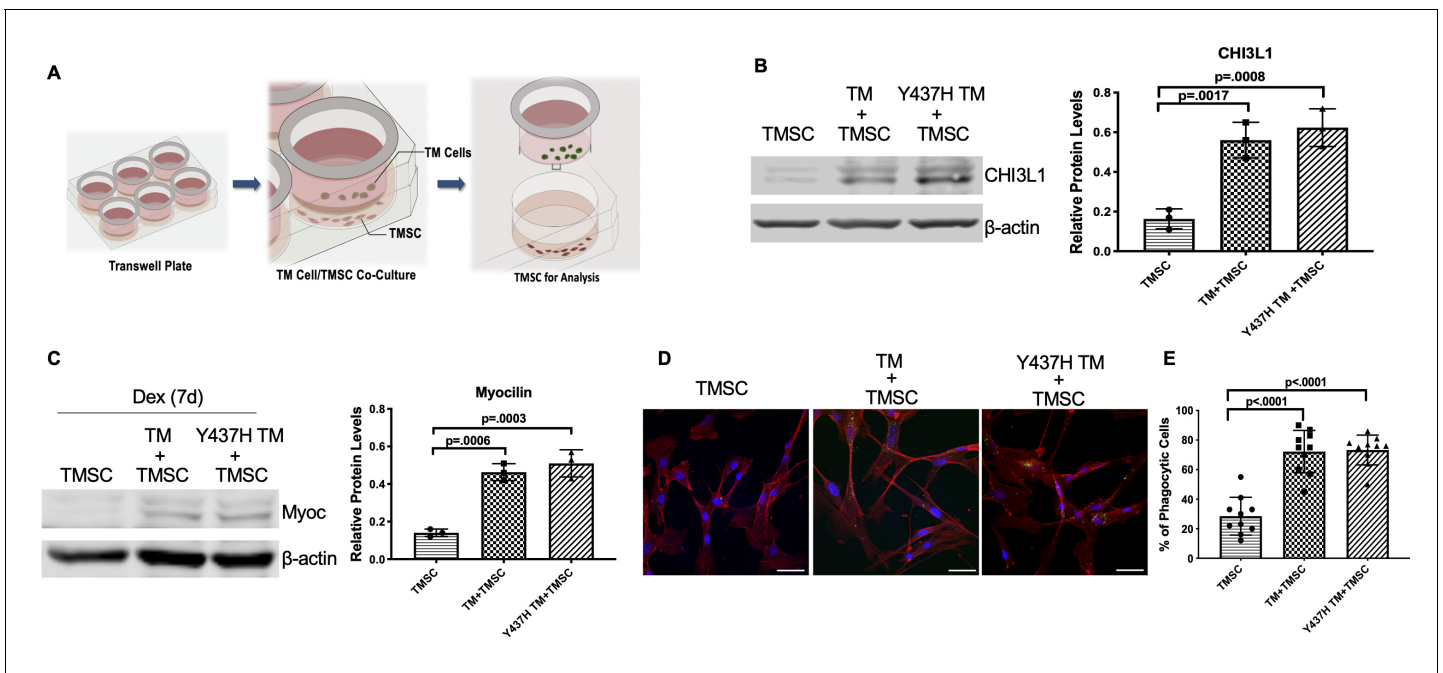 A
TM Cells
TMSC
Transwell Plate
TM Cell/TMSC Co-Culture
TMSC for Analysis
B
TMSC
TM
+
TMSC
Y437H TM
+
TMSC
CHI3L1
β-actin
CHI3L1
p=.0008
p=.0017
Relative Protein Levels
0.8
0.6
0.4
0.2
0.0
TMSC
TM+TMSC
Y437H TM +TMSC
C
Dex (7d)
TMSC
TM
+
TMSC
Y437H TM
+
TMSC
Myoc
β-actin
Myocilin
p=.0003
p=.0006
Relative Protein Levels
0.8
0.6
0.4
0.2
0.0
TMSC
TM+TMSC
Y437H TM+TMSC
D
TMSC
TM
+
TMSC
Y437H TM
+
TMSC
E
p<.0001
p<.0001
% of Phagocytic Cells
100
80
60
40
20
0
TMSC
TM+TMSC
Y437H TM+TMSC